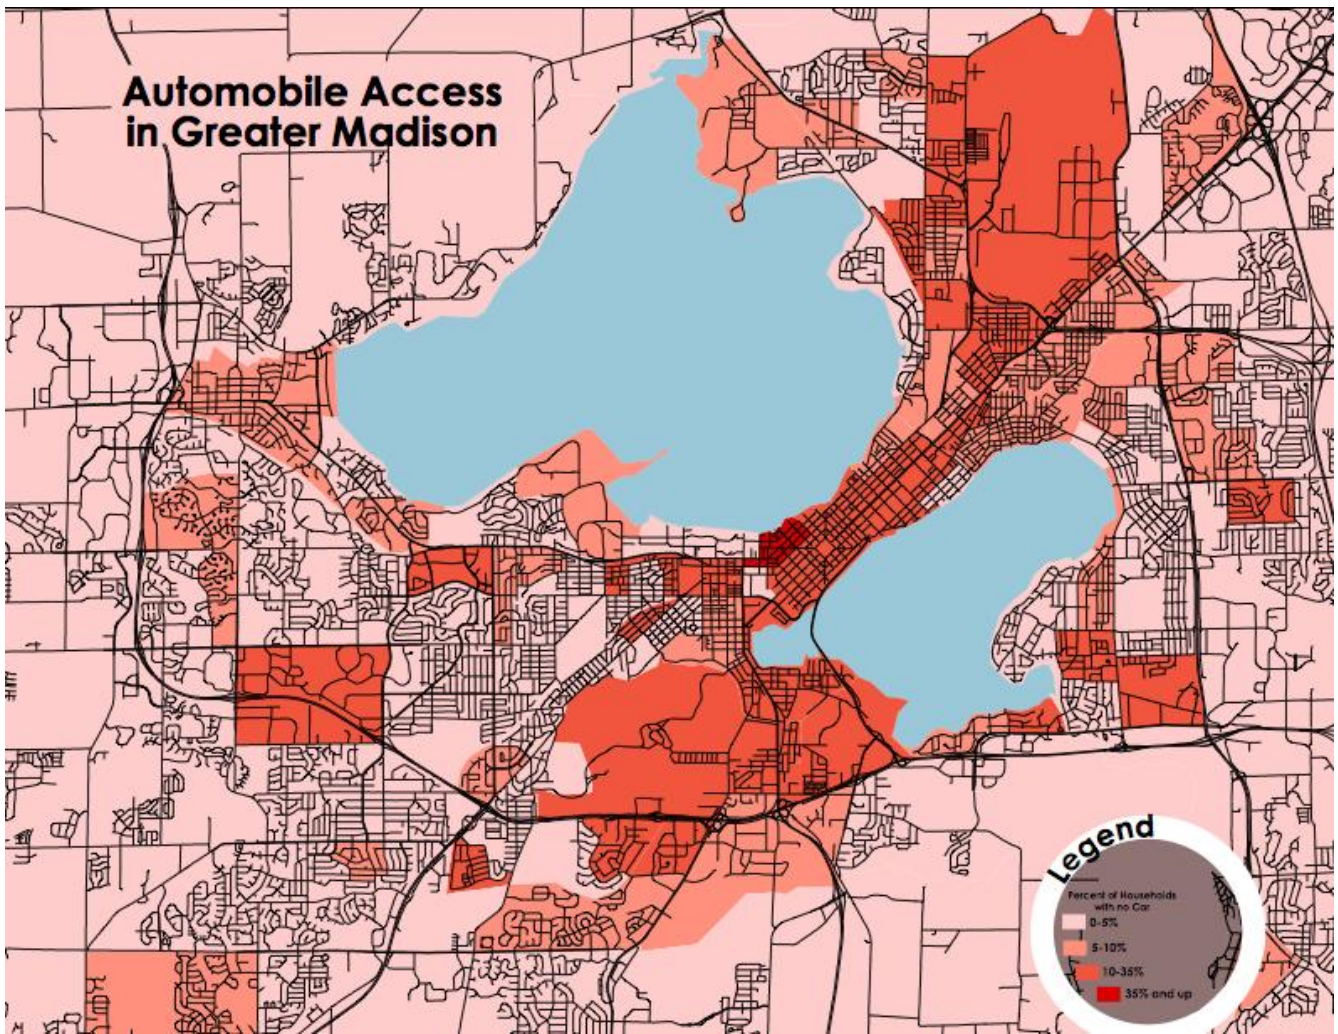 Automobile Access
in Greater Madison
Legend
Percent of Households
with no Car
0-5%
5-10%
10-35%
35% and up